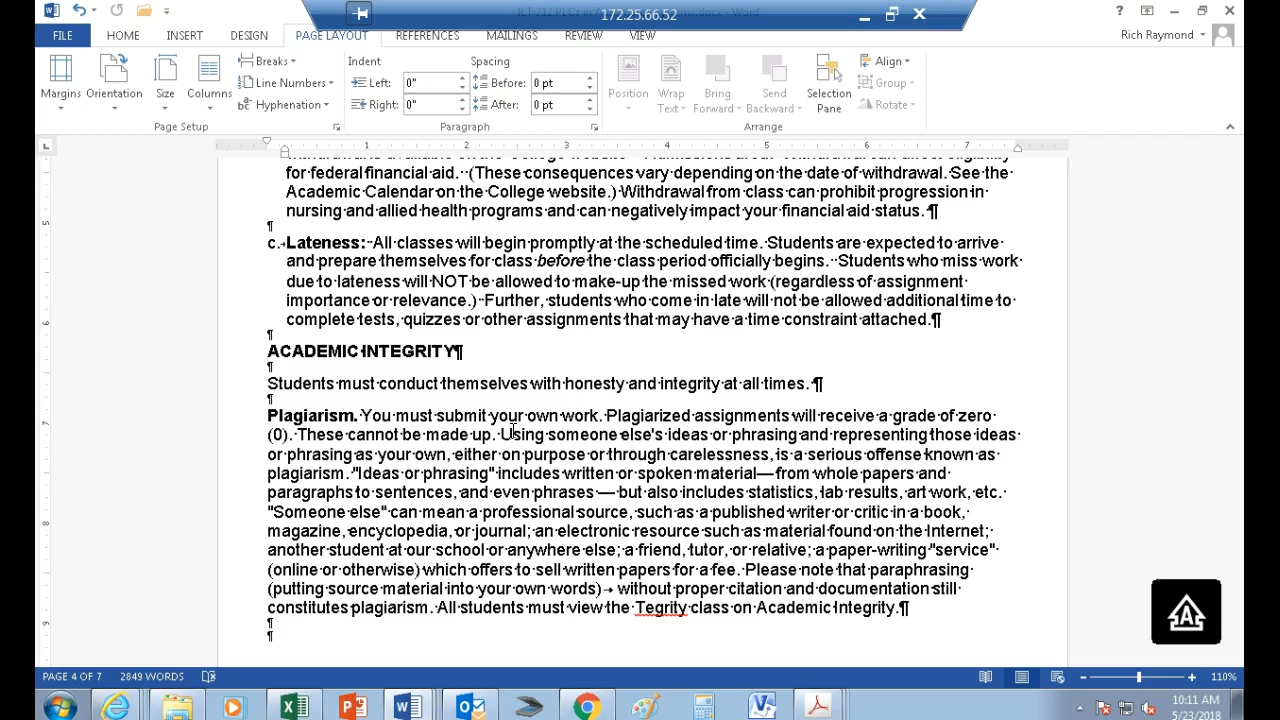 172.25.66.52
FILE HOME INSERT DESIGN PAGE LAYOUT REFERENCES MAILINGS REVIEW VIEW Rich Raymond
Breaks Indent Spacing Align
Line Numbers Left: 0" Before: 0 pt Group
Margins Orientation Size Columns Hyphenation Right: 0" After: 0 pt Position Wrap Text Bring Forward Send Backward Selection Pane Rotate
Page Setup Paragraph Arrange
1 2 3 4 5 6 7
for federal financial aid. (These consequences vary depending on the date of withdrawal. See the
Academic Calendar on the College website.) Withdrawal from class can prohibit progression in
nursing and allied health programs and can negatively impact your financial aid status. ¶
¶
c. Lateness: All classes will begin promptly at the scheduled time. Students are expected to arrive
and prepare themselves for class before the class period officially begins. Students who miss work
due to lateness will NOT be allowed to make-up the missed work (regardless of assignment
importance or relevance.) Further, students who come in late will not be allowed additional time to
complete tests, quizzes or other assignments that may have a time constraint attached.¶
¶
ACADEMIC INTEGRITY¶
¶
Students must conduct themselves with honesty and integrity at all times. ¶
¶
Plagiarism. You must submit your own work. Plagiarized assignments will receive a grade of zero
(0). These cannot be made up. Using someone else's ideas or phrasing and representing those ideas
or phrasing as your own, either on purpose or through carelessness, is a serious offense known as
plagiarism. "Ideas or phrasing" includes written or spoken material—from whole papers and
paragraphs to sentences, and even phrases —but also includes statistics, lab results, art work, etc.
"Someone else" can mean a professional source, such as a published writer or critic in a book,
magazine, encyclopedia, or journal; an electronic resource such as material found on the Internet;
another student at our school or anywhere else; a friend, tutor, or relative; a paper-writing "service"
(online or otherwise) which offers to sell written papers for a fee. Please note that paraphrasing
(putting source material into your own words) → without proper citation and documentation still
constitutes plagiarism. All students must view the Tegrity class on Academic Integrity.¶
¶
¶
5
6
7
8
9
A
PAGE 4 OF 7 2849 WORDS 110%
10:11 AM
5/23/2018